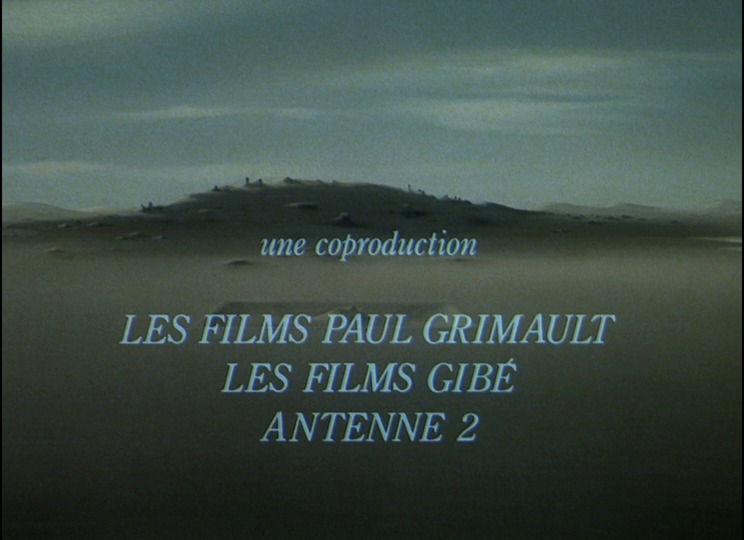 une coproduction
LES FILMS PAUL GRIMAULT
LES FILMS GIBÉ
ANTENNE 2